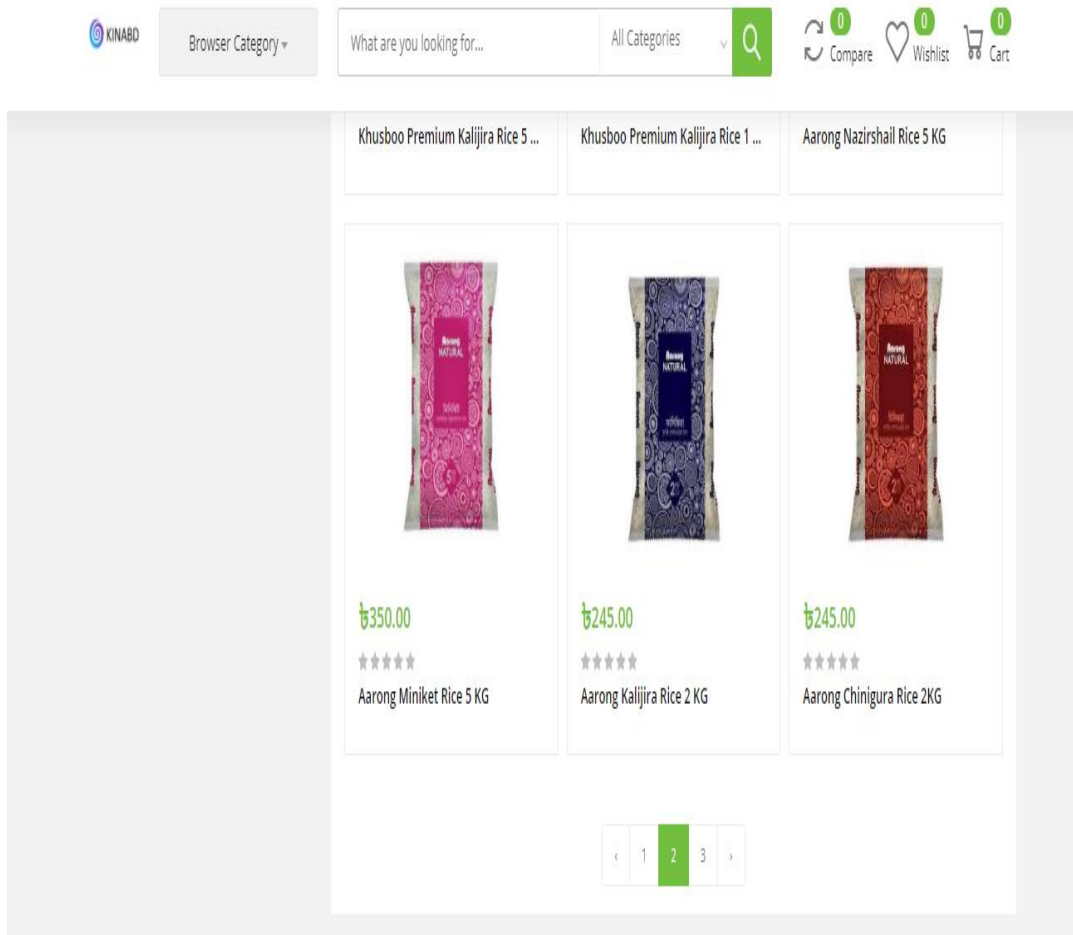 KINABD
Browser Category
What are you looking for...
All Categories
0
Compare
0
Wishlist
0
Cart
Khusboo Premium Kalijira Rice 5 ...
Khusboo Premium Kalijira Rice 1 ...
Aarong Nazirshail Rice 5 KG
Aarong
NATURAL
Aarong
NATURAL
Aarong
NATURAL
৳350.00
৳245.00
৳245.00
Aarong Miniket Rice 5 KG
Aarong Kalijira Rice 2 KG
Aarong Chinigura Rice 2KG
‹ 1 2 3 ›